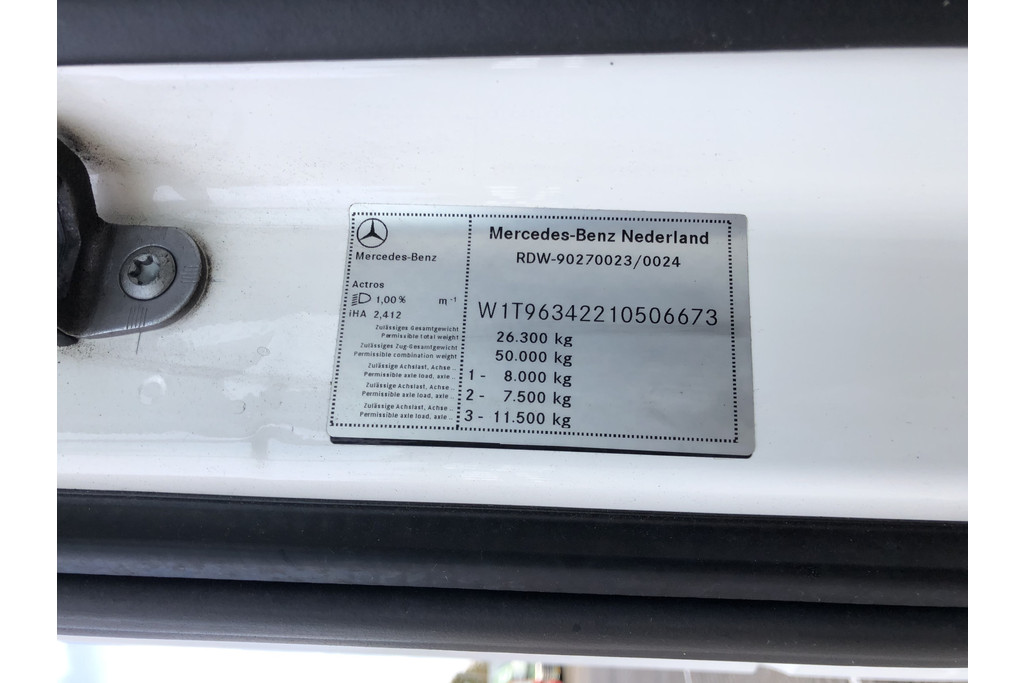 Mercedes-Benz
Actros
1,00% m⁻¹
iHA 2,412
Zulässiges Gesamtgewicht
Permissible total weight
Zulässiges Zug-Gesamtgewicht
Permissible combination weight
Zulässige Achslast, Achse ..
Permissible axle load, axle ..
Zulässige Achslast, Achse ..
Permissible axle load, axle ..
Zulässige Achslast, Achse ..
Permissible axle load, axle ..
Mercedes-Benz Nederland
RDW-90270023/0024
W1T96342210506673
26.300 kg
50.000 kg
1 - 8.000 kg
2 - 7.500 kg
3 - 11.500 kg